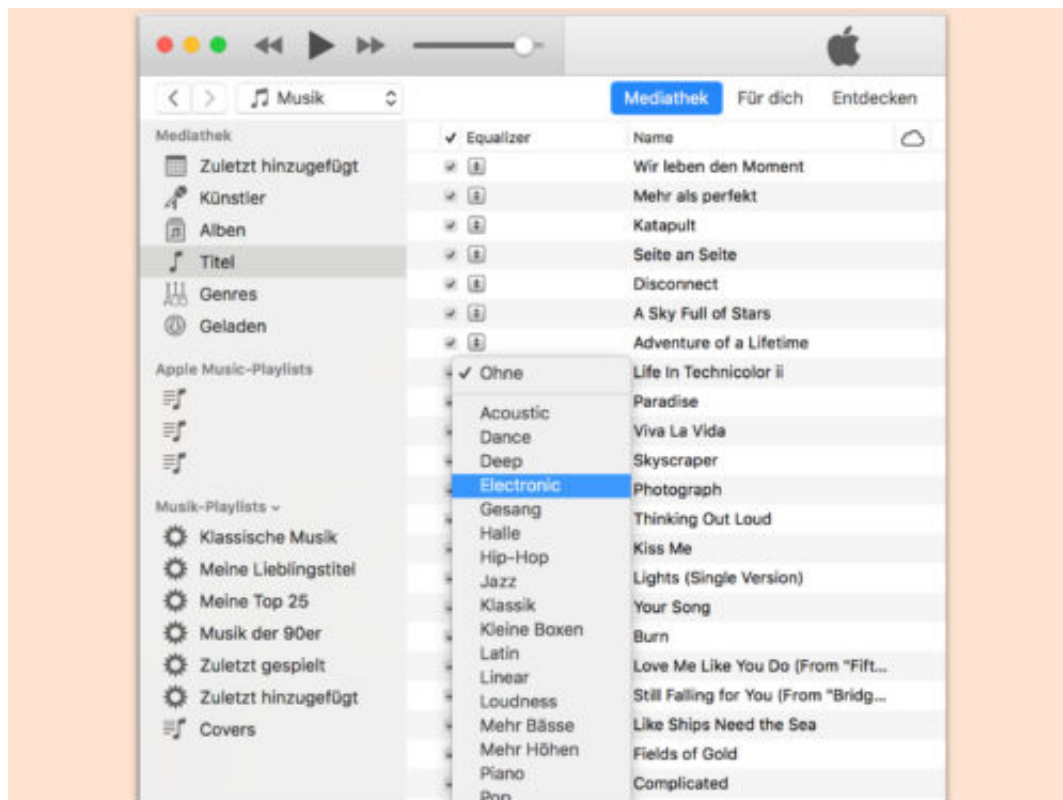 Musik
Mediathek Für dich Entdecken
Mediathek
Zuletzt hinzugefügt
Künstler
Alben
Titel
Genres
Geladen
Apple Music-Playlists
Musik-Playlists
Klassische Musik
Meine Lieblingstitel
Meine Top 25
Musik der 90er
Zuletzt gespielt
Zuletzt hinzugefügt
Covers
Equalizer Name
Wir leben den Moment
Mehr als perfekt
Katapult
Seite an Seite
Disconnect
A Sky Full of Stars
Adventure of a Lifetime
Life In Technicolor ii
Paradise
Viva La Vida
Skyscraper
Photograph
Thinking Out Loud
Kiss Me
Lights (Single Version)
Your Song
Burn
Love Me Like You Do (From "Fift...
Still Falling for You (From "Bridg...
Like Ships Need the Sea
Fields of Gold
Complicated
Ohne
Acoustic
Dance
Deep
Electronic
Gesang
Halle
Hip-Hop
Jazz
Klassik
Kleine Boxen
Latin
Linear
Loudness
Mehr Bässe
Mehr Höhen
Piano
Pop